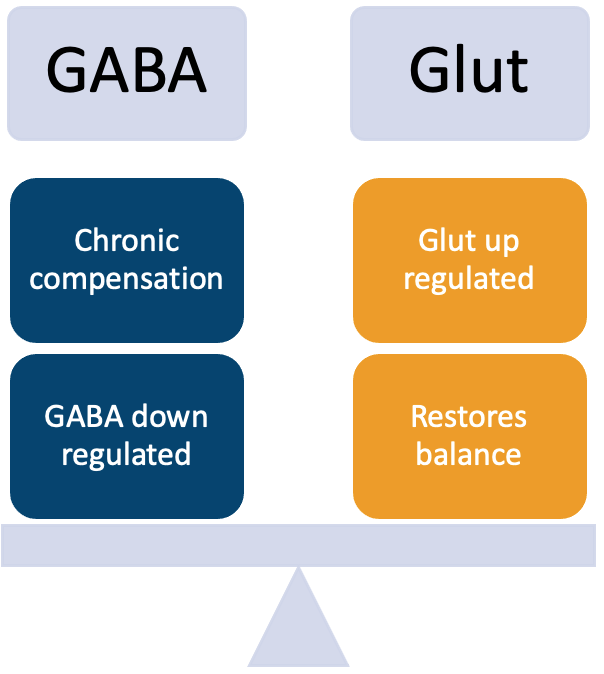 GABA
Glut
Chronic
compensation
Glut up
regulated
GABA down
regulated
Restores
balance